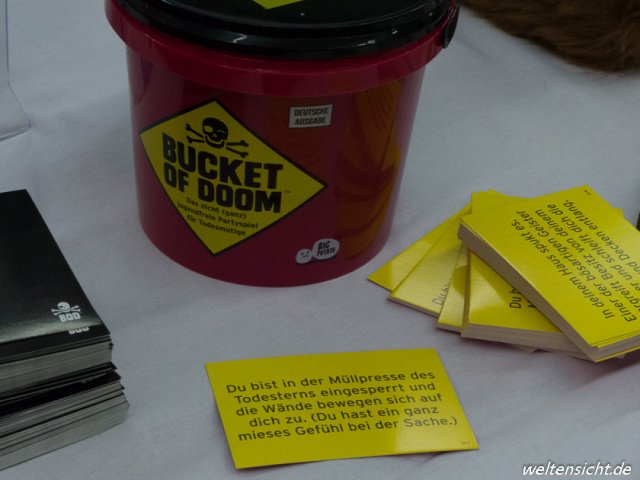 DEUTSCHE
AUSGABE
BUCKET
OF DOOM
Das nicht (ganz)
jugendfreie Partyspiel
für Todesmutige
BIG
POTATO
BOD
In deinem Haus spukt es.
Einer der bösartigen Geister
ergreift Besitz von deinem
und schleift dich die
und Decken entlang.
Du bist in der Müllpresse des
Todesterns eingesperrt und
die Wände bewegen sich auf
dich zu. (Du hast ein ganz
mieses Gefühl bei der Sache.)
weltensicht.de